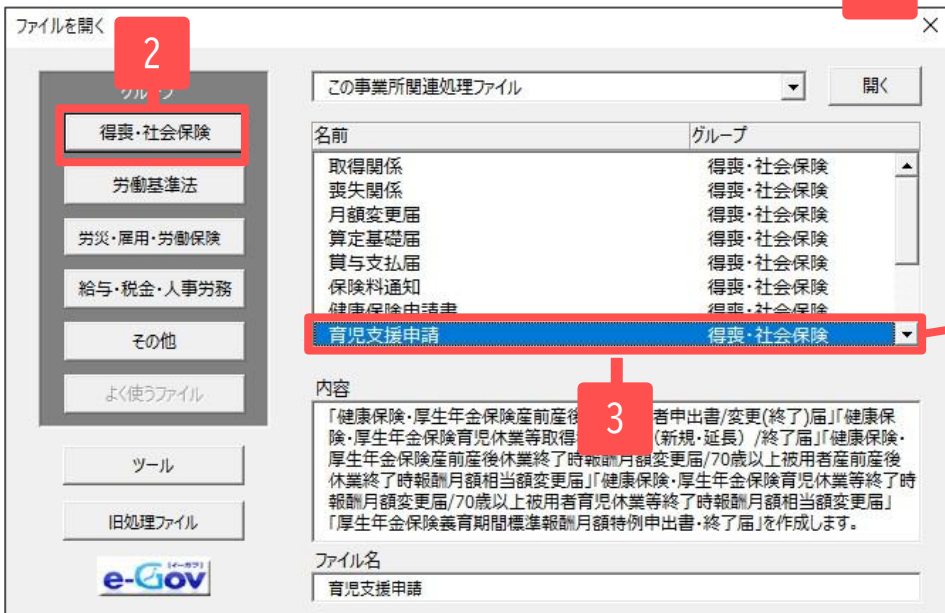 ファイルを開く
2
グループ
得喪・社会保険
労働基準法
労災・雇用・労働保険
給与・税金・人事労務
その他
よく使うファイル
ツール
旧処理ファイル
e-Gov
この事業所関連処理ファイル
開く
名前 グループ
取得関係 得喪・社会保険
喪失関係 得喪・社会保険
月額変更届 得喪・社会保険
算定基礎届 得喪・社会保険
賞与支払届 得喪・社会保険
保険料通知 得喪・社会保険
健康保険申請書 得喪・社会保険
育児支援申請 得喪・社会保険
3
内容
「健康保険・厚生年金保険産前産後 者申出書/変更(終了)届」「健康保
険・厚生年金保険育児休業等取得 (新規・延長) /終了届」「健康保険・
厚生年金保険産前産後休業終了時報酬月額変更届/70歳以上被用者産前産後
休業終了時報酬月額相当額変更届」「健康保険・厚生年金保険育児休業等終了時
報酬月額変更届/70歳以上被用者育児休業等終了時報酬月額相当額変更届」
「厚生年金保険養育期間標準報酬月額特例申出書・終了届」を作成します。
ファイル名
育児支援申請